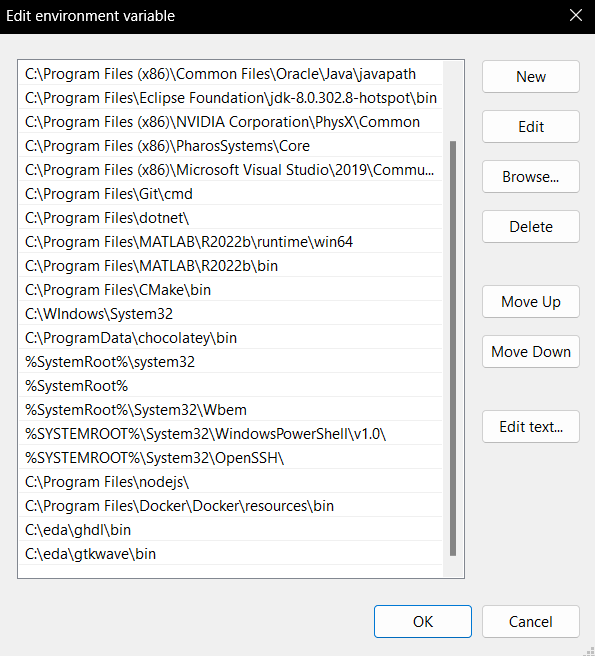 Edit environment variable
C:\Program Files (x86)\Common Files\Oracle\Java\javapath
C:\Program Files\Eclipse Foundation\jdk-8.0.302.8-hotspot\bin
C:\Program Files (x86)\NVIDIA Corporation\PhysX\Common
C:\Program Files (x86)\PharosSystems\Core
C:\Program Files (x86)\Microsoft Visual Studio\2019\Commu...
C:\Program Files\Git\cmd
C:\Program Files\dotnet\
C:\Program Files\MATLAB\R2022b\runtime\win64
C:\Program Files\MATLAB\R2022b\bin
C:\Program Files\CMake\bin
C:\WIndows\System32
C:\ProgramData\chocolatey\bin
%SystemRoot%\system32
%SystemRoot%
%SystemRoot%\System32\Wbem
%SYSTEMROOT%\System32\WindowsPowerShell\v1.0\
%SYSTEMROOT%\System32\OpenSSH\
C:\Program Files\nodejs\
C:\Program Files\Docker\Docker\resources\bin
C:\eda\ghdl\bin
C:\eda\gtkwave\bin
New
Edit
Browse...
Delete
Move Up
Move Down
Edit text...
OK
Cancel